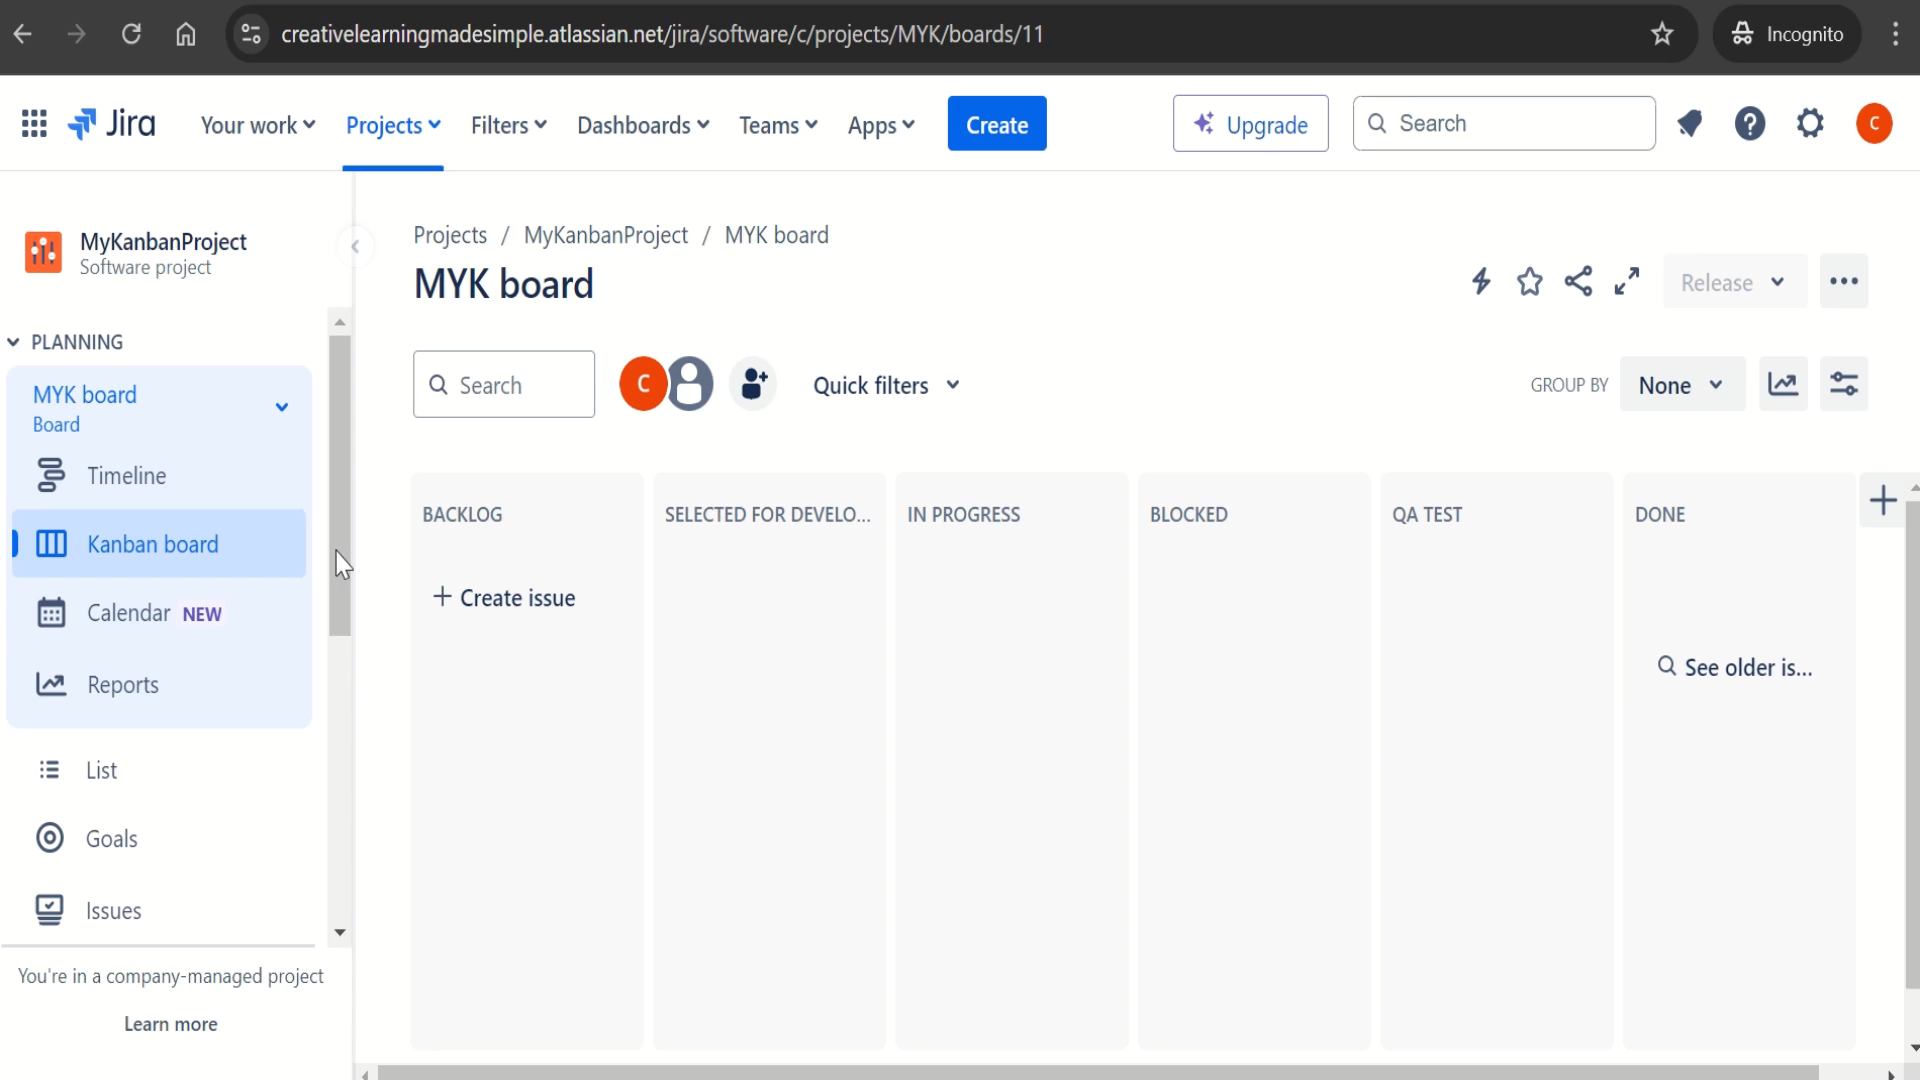 creativelearningmadesimple.atlassian.net/jira/software/c/projects/MYK/boards/11
Incognito
Jira
Your work
Projects
Filters
Dashboards
Teams
Apps
Create
Upgrade
Search
C
MyKanbanProject
Software project
Projects / MyKanbanProject / MYK board
MYK board
Release
PLANNING
MYK board
Board
Timeline
Kanban board
Calendar NEW
Reports
List
Goals
Issues
You're in a company-managed project
Learn more
Search
C
Quick filters
GROUP BY
None
BACKLOG
SELECTED FOR DEVELO...
IN PROGRESS
BLOCKED
QA TEST
DONE
+ Create issue
See older is...